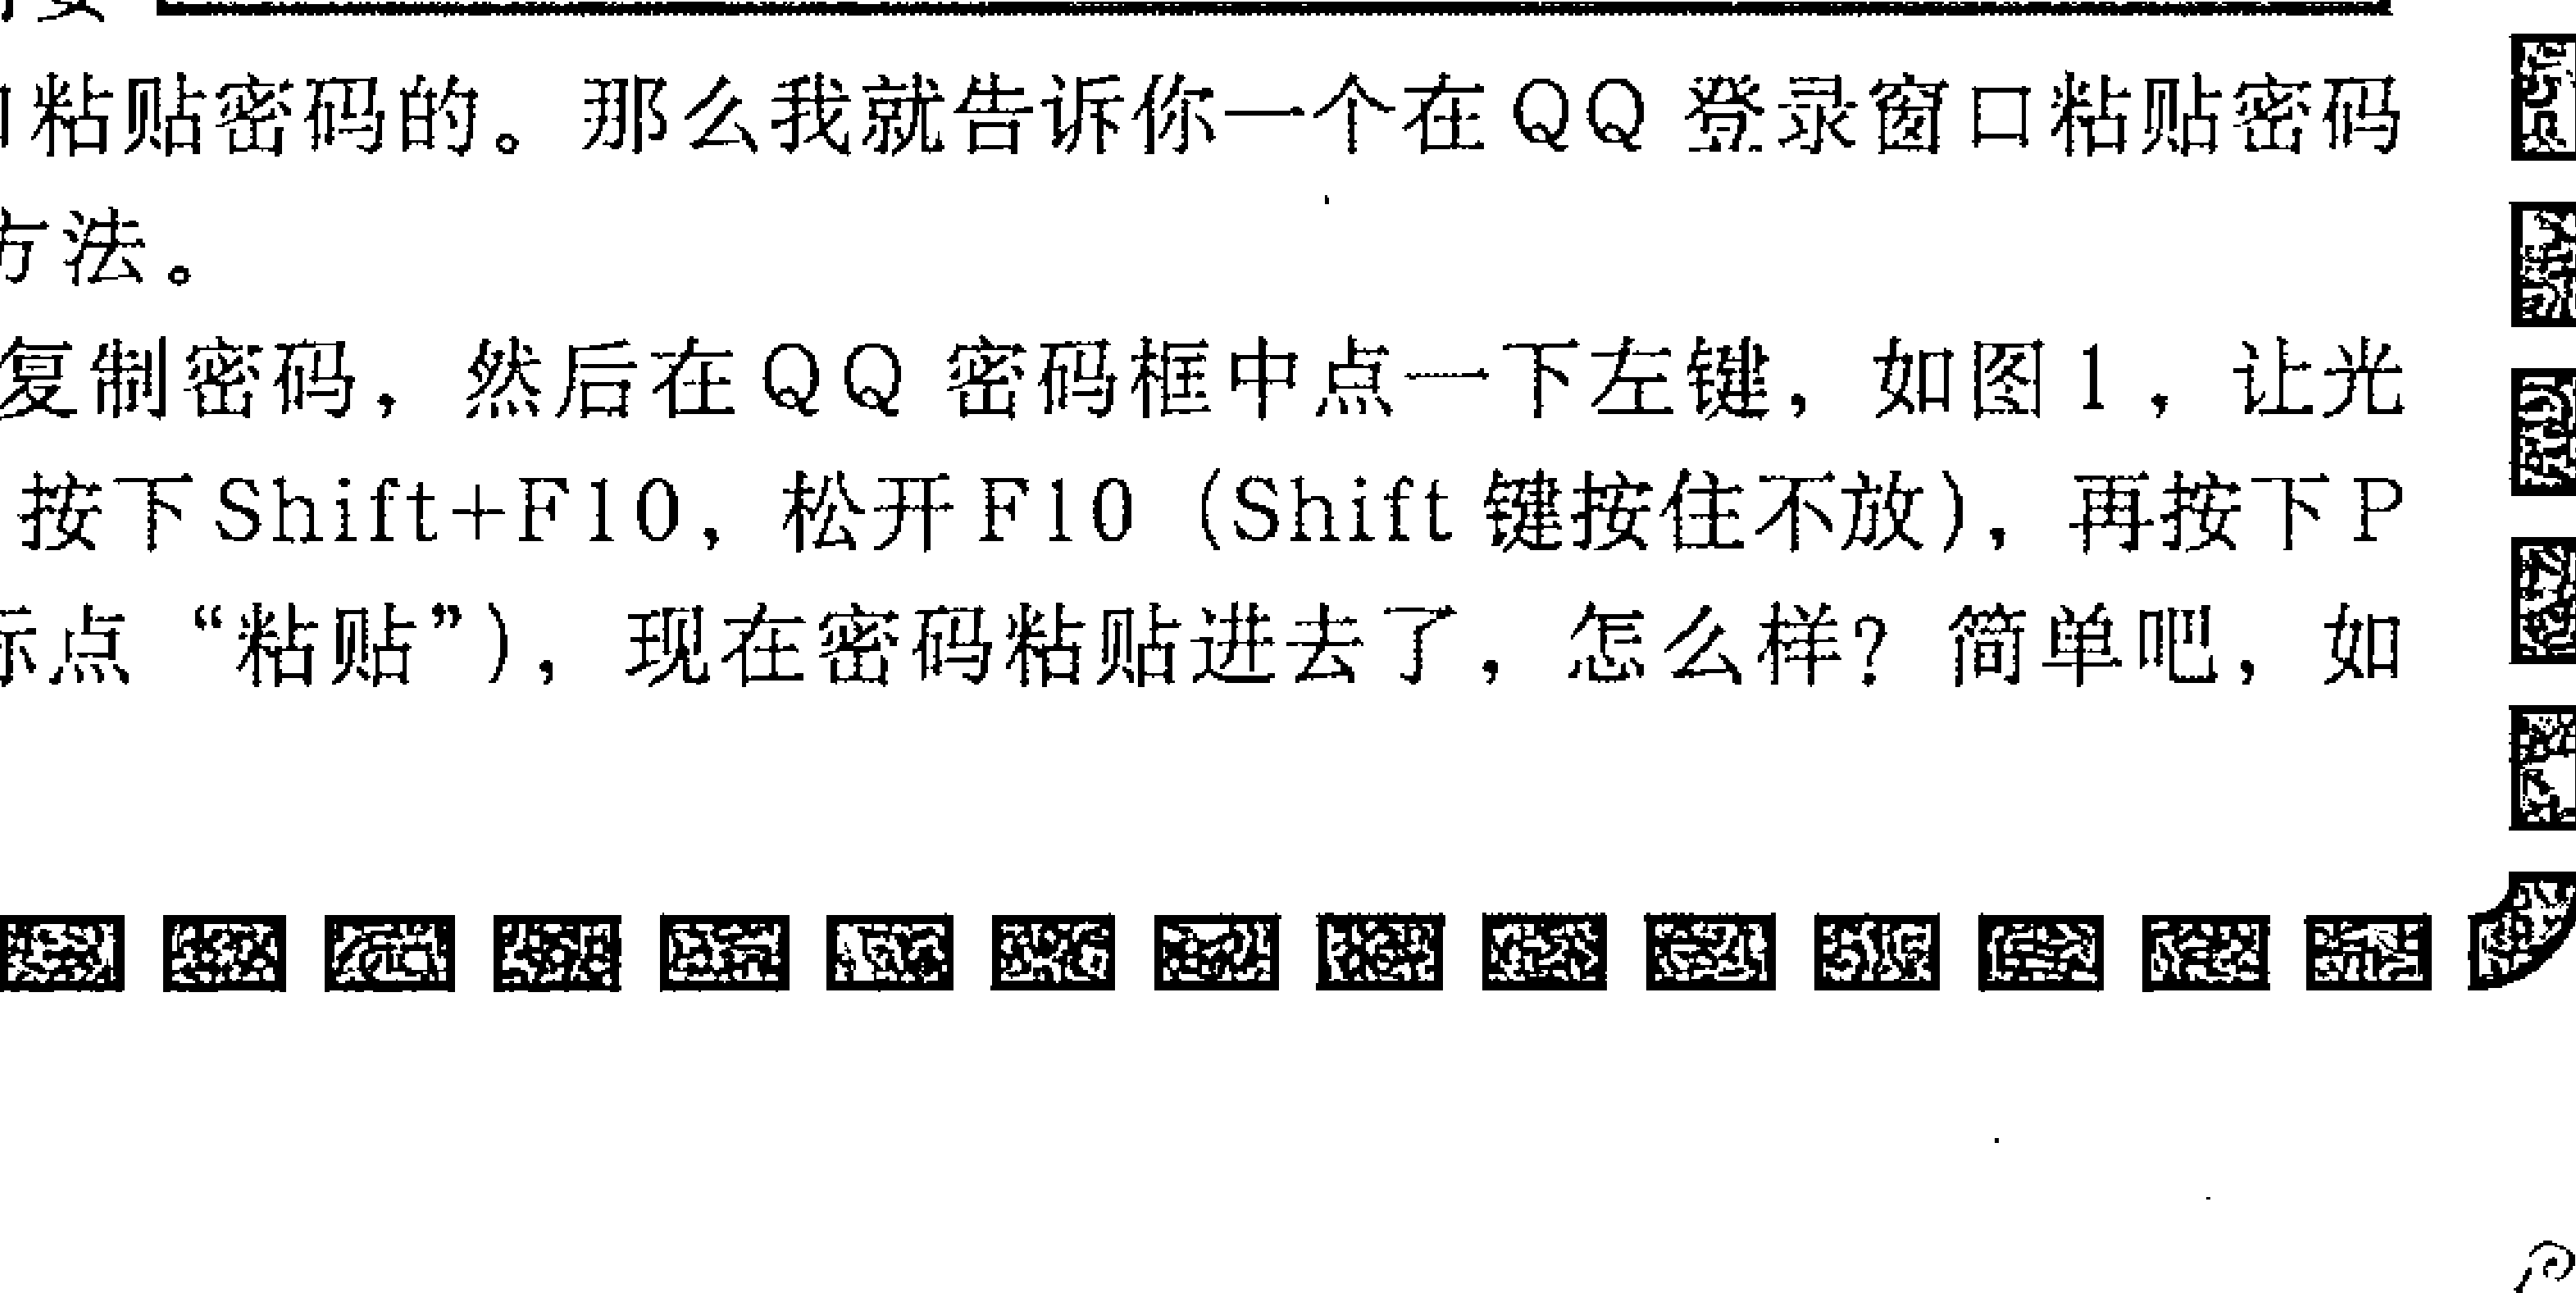 粘贴密码的。那么我就告诉你一个在QQ登录窗口粘贴密码
方法。
复制密码，然后在QQ密码框中点一下左键，如图1，让光
按下Shift+F10，松开F10（Shift键按住不放），再按下P
标点“粘贴”），现在密码粘贴进去了，怎么样？简单吧，如